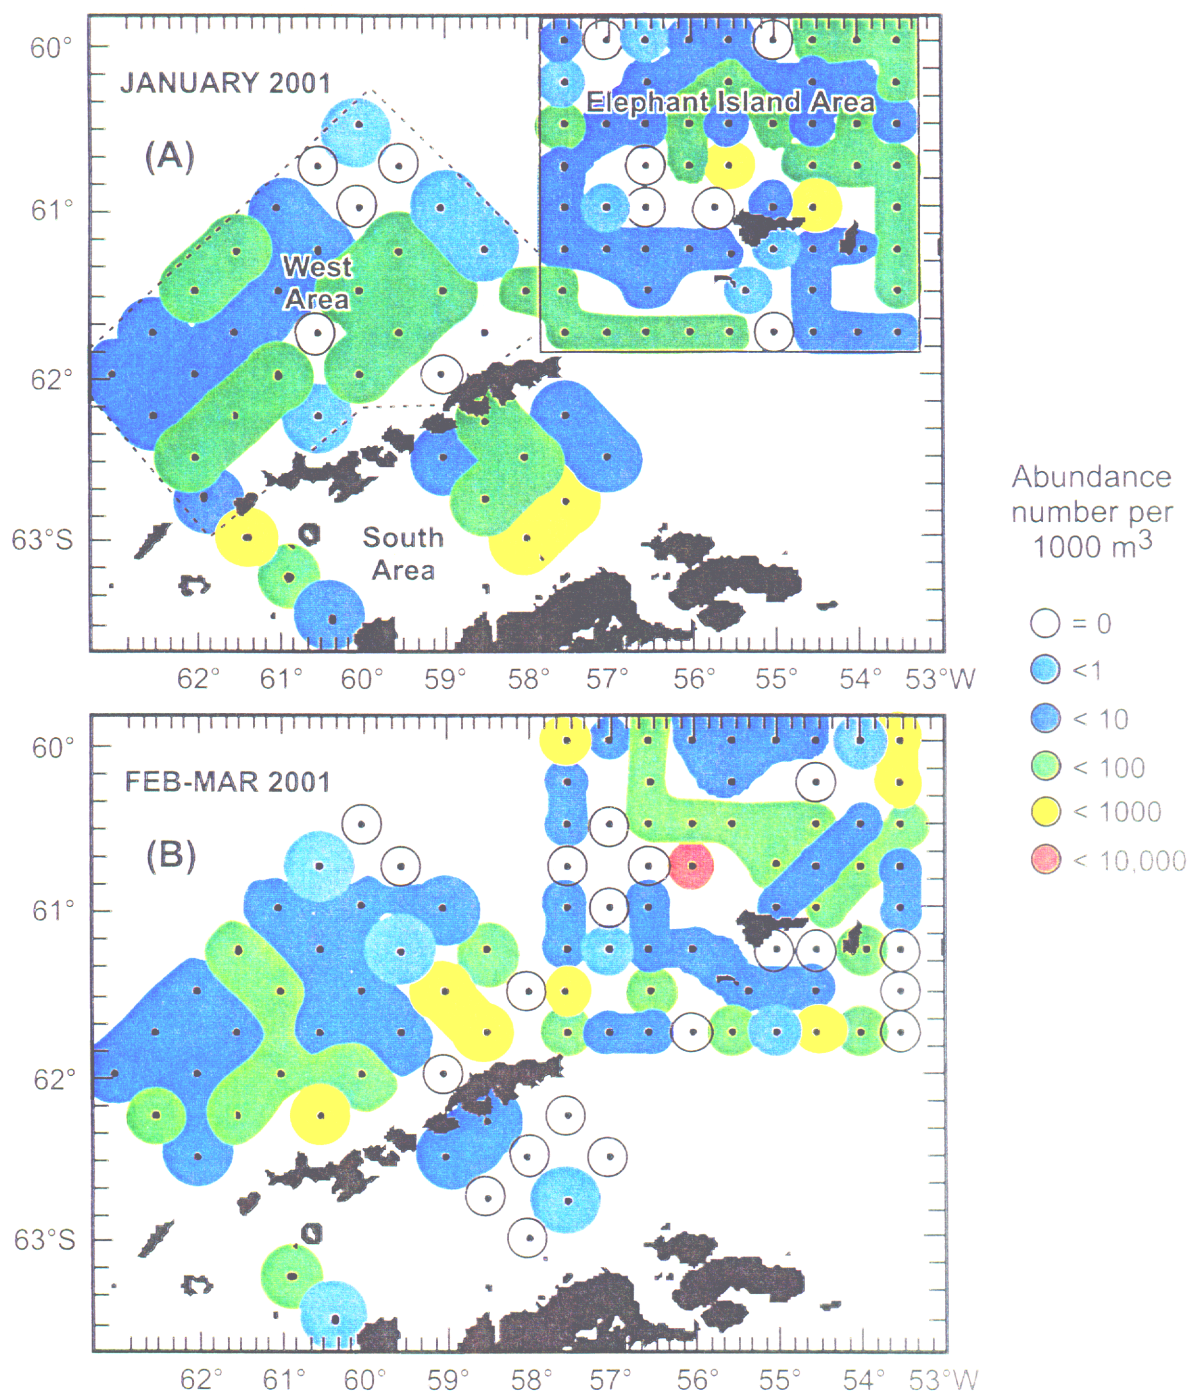 60°
JANUARY 2001
(A)
Elephant Island Area
61°
West
Area
62°
63°S
South
Area
62° 61° 60° 59° 58° 57° 56° 55° 54° 53°W
Abundance
number per
1000 m³
= 0
<1
< 10
< 100
< 1000
< 10,000
60°
FEB-MAR 2001
(B)
61°
62°
63°S
62° 61° 60° 59° 58° 57° 56° 55° 54° 53°W